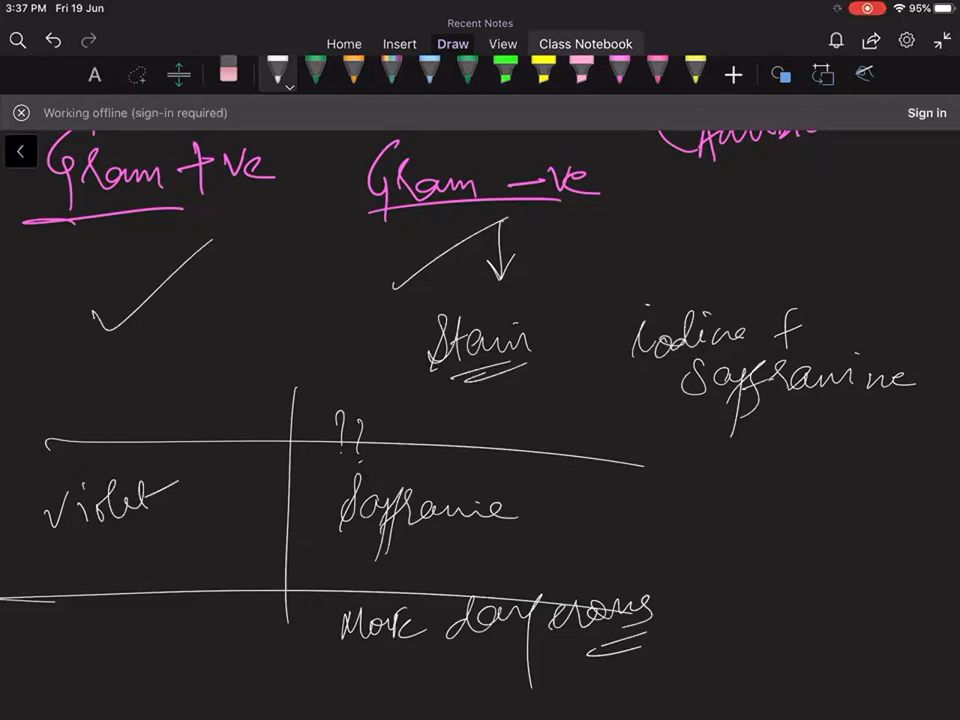 3:37 PM Fri 19 Jun
95%
Recent Notes
Home Insert Draw View Class Notebook
A
Working offline (sign-in required)
Sign in
Gram +ve
Gram -ve
Stain
iodine +
Saffranine
??
Violet
Saffranie
More dangerous